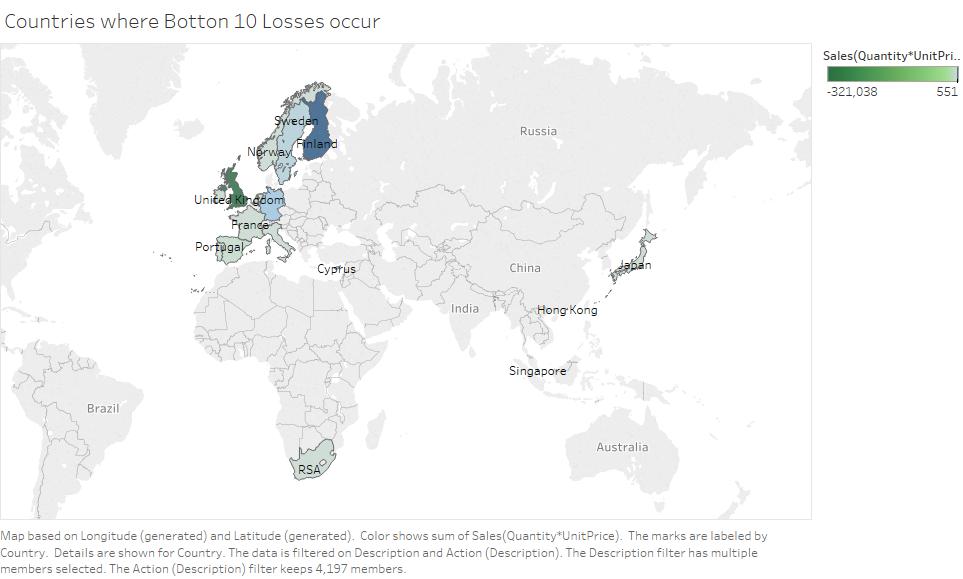 Countries where Botton 10 Losses occur
Sales(Quantity*UnitPri..
-321,038 551
Sweden
Russia
Finland
Norway
United Kingdom
France
Portugal
Japan
Cyprus
China
India
Hong Kong
Singapore
Brazil
Australia
RSA
Map based on Longitude (generated) and Latitude (generated).  Color shows sum of Sales(Quantity*UnitPrice).  The marks are labeled by
Country.  Details are shown for Country. The data is filtered on Description and Action (Description). The Description filter has multiple
members selected. The Action (Description) filter keeps 4,197 members.